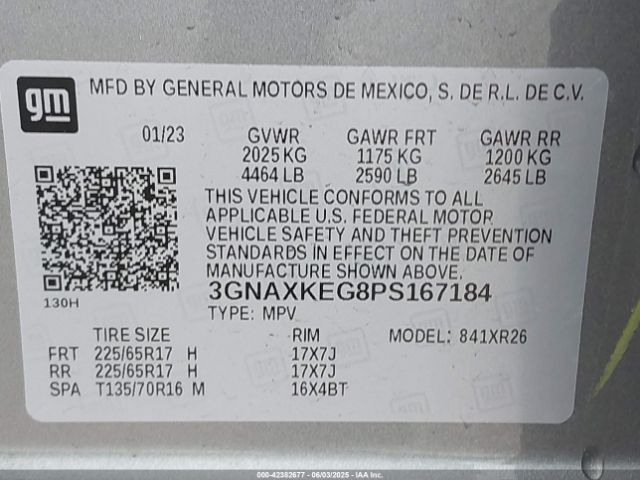 gm
MFD BY GENERAL MOTORS DE MEXICO, S. DE R.L. DE C.V.
01/23 GVWR GAWR FRT GAWR RR
2025 KG 1175 KG 1200 KG
4464 LB 2590 LB 2645 LB
THIS VEHICLE CONFORMS TO ALL
APPLICABLE U.S. FEDERAL MOTOR
VEHICLE SAFETY AND THEFT PREVENTION
STANDARDS IN EFFECT ON THE DATE OF
MANUFACTURE SHOWN ABOVE.
130H
3GNAXKEG8PS167184
TYPE: MPV
TIRE SIZE RIM MODEL: 841XR26
FRT 225/65R17 H 17X7J
RR 225/65R17 H 17X7J
SPA T135/70R16 M 16X4BT
000-42382677 - 06/03/2025 - IAAI, Inc.